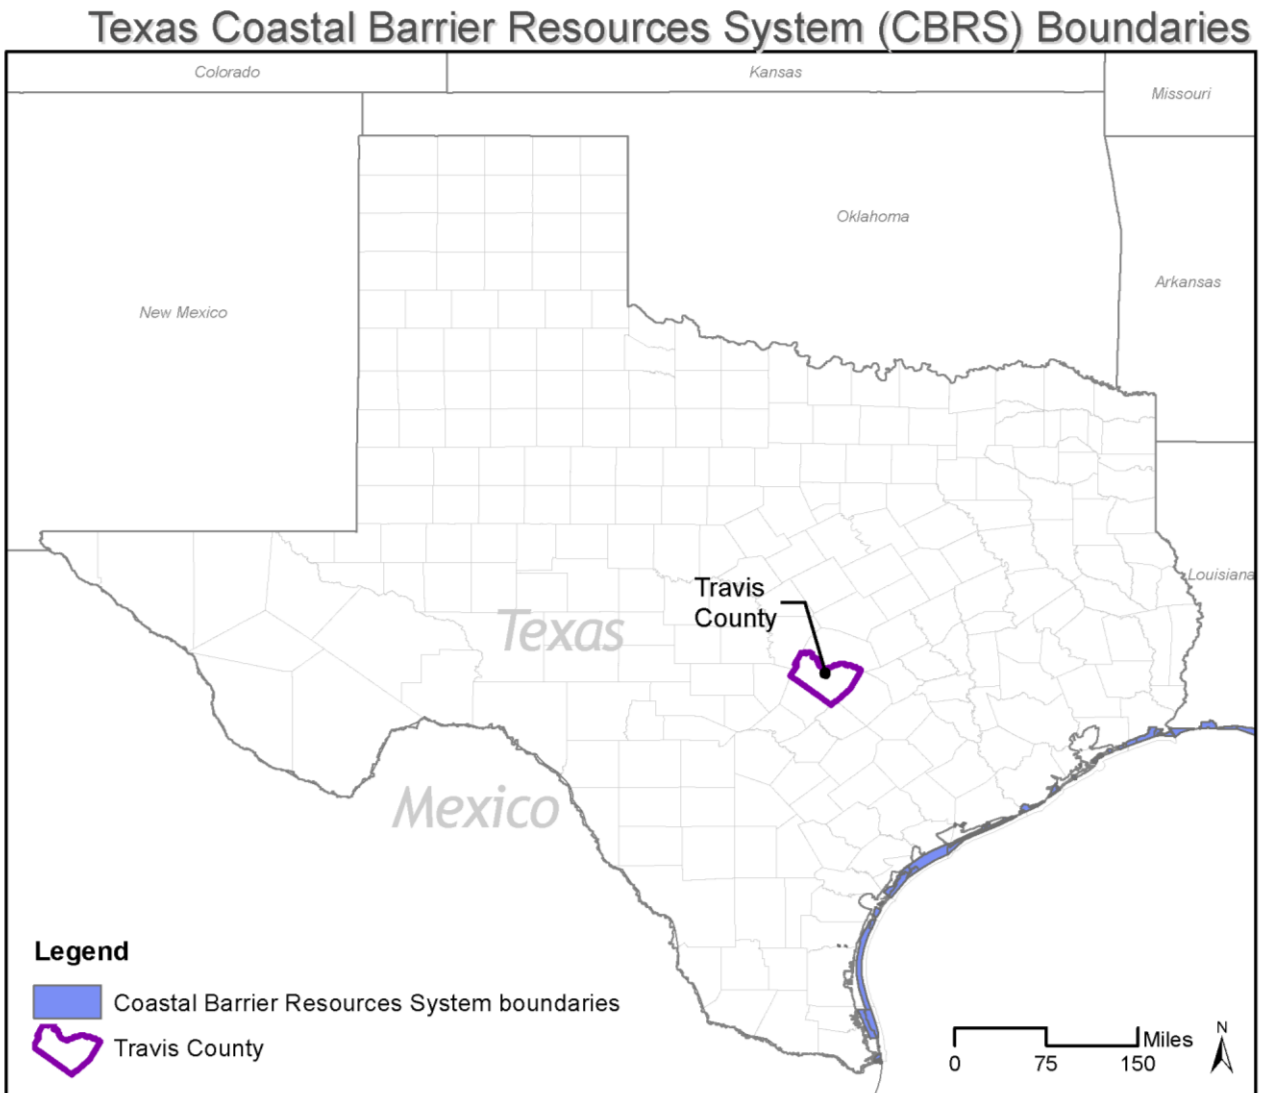 Texas Coastal Barrier Resources System (CBRS) Boundaries
Colorado
Kansas
Missouri
Oklahoma
Arkansas
New Mexico
Louisiana
Travis
County
Texas
Mexico
Legend
Coastal Barrier Resources System boundaries
Travis County
Miles
0 75 150
N